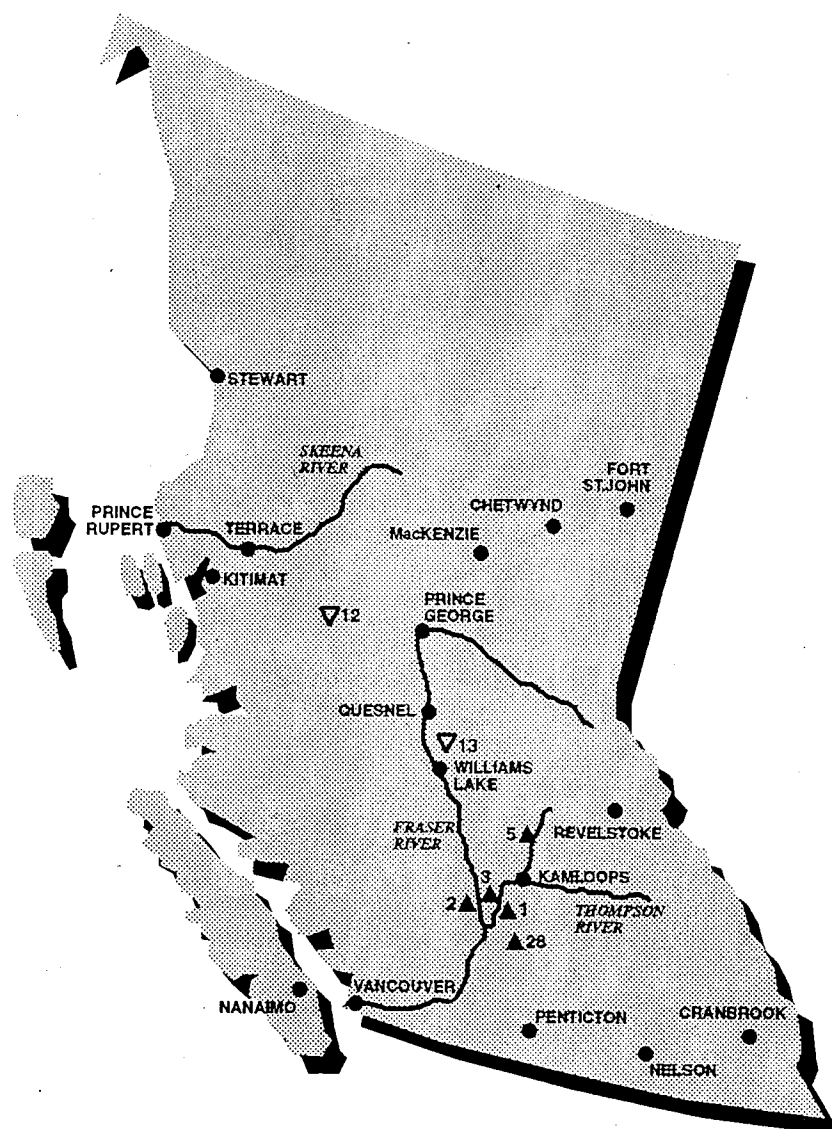 STEWART
SKEENA
RIVER
FORT
ST.JOHN
CHETWYND
PRINCE
RUPERT
TERRACE
MacKENZIE
KITIMAT
PRINCE
GEORGE
12
QUESNEL
13
WILLIAMS
LAKE
FRASER
RIVER
5
REVELSTOKE
3
KAMLOOPS
2
1
THOMPSON
RIVER
28
VANCOUVER
NANAIMO
PENTICTON
CRANBROOK
NELSON